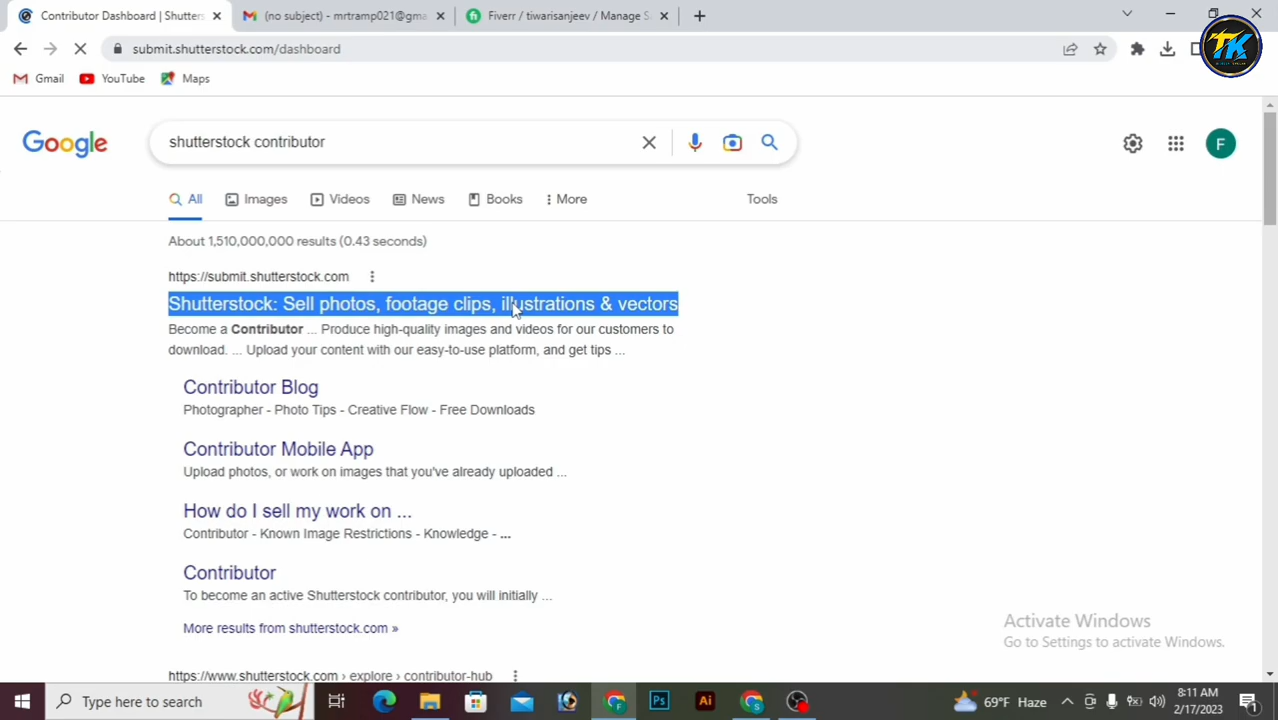 Contributor Dashboard | Shutters
(no subject) - mrtramp021@gma
Fiverr / tiwarisanjeev / Manage S
submit.shutterstock.com/dashboard
TK
Gmail YouTube Maps
Google shutterstock contributor F
All Images Videos News Books More Tools
About 1,510,000,000 results (0.43 seconds)
https://submit.shutterstock.com
Shutterstock: Sell photos, footage clips, illustrations & vectors
Become a Contributor ... Produce high-quality images and videos for our customers to
download. ... Upload your content with our easy-to-use platform, and get tips ...
Contributor Blog
Photographer - Photo Tips - Creative Flow - Free Downloads
Contributor Mobile App
Upload photos, or work on images that you've already uploaded ...
How do I sell my work on ...
Contributor - Known Image Restrictions - Knowledge - ...
Contributor
To become an active Shutterstock contributor, you will initially ...
Activate Windows
Go to Settings to activate Windows.
More results from shutterstock.com »
https://www.shutterstock.com › explore › contributor-hub
Type here to search Ps Ai 69°F Haze 8:11 AM
2/17/2023 1